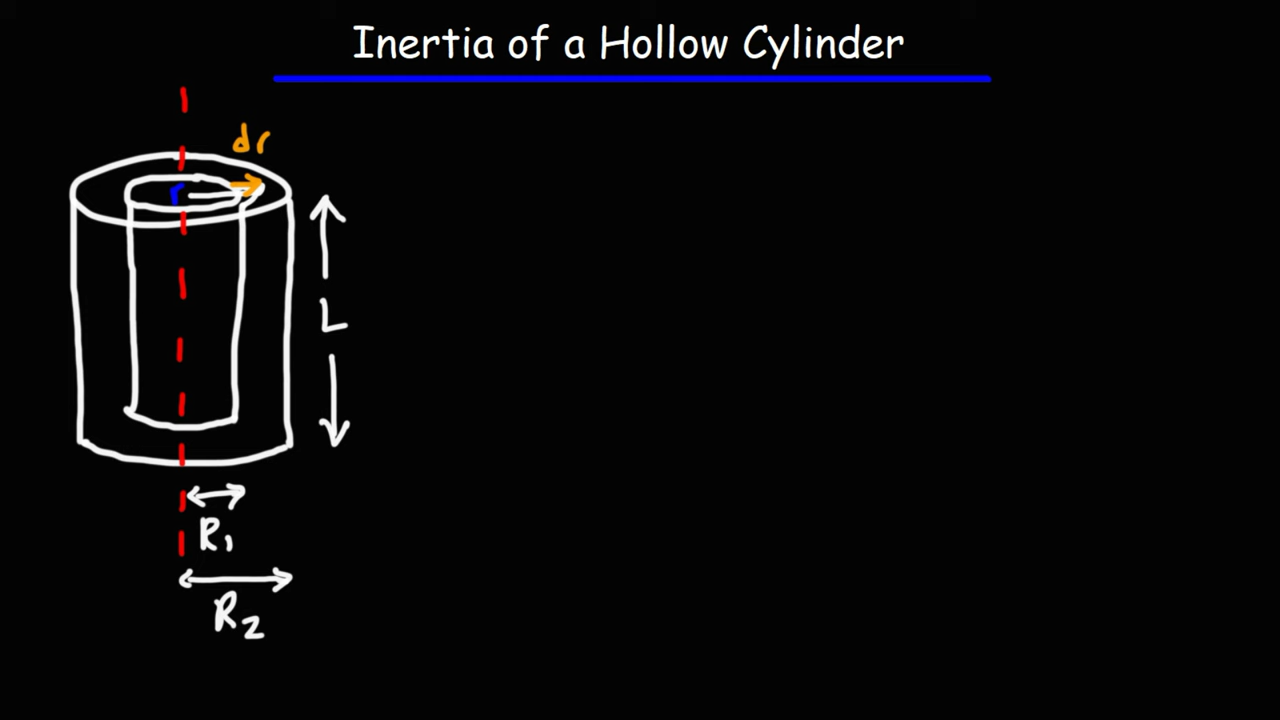 Inertia of a Hollow Cylinder
dr
r
L
R₁
R₂